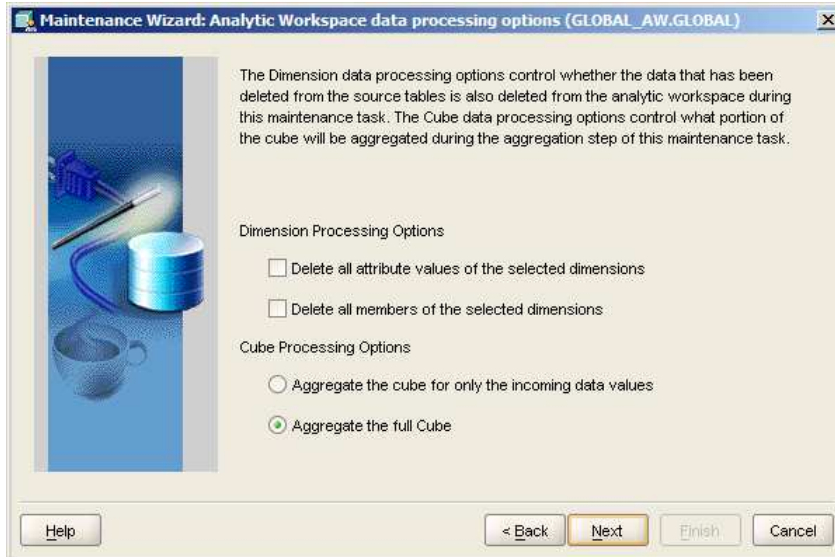 Maintenance Wizard: Analytic Workspace data processing options (GLOBAL_AW.GLOBAL)
The Dimension data processing options control whether the data that has been
deleted from the source tables is also deleted from the analytic workspace during
this maintenance task. The Cube data processing options control what portion of
the cube will be aggregated during the aggregation step of this maintenance task.
Dimension Processing Options
Delete all attribute values of the selected dimensions
Delete all members of the selected dimensions
Cube Processing Options
Aggregate the cube for only the incoming data values
Aggregate the full Cube
Help
< Back
Next
Finish
Cancel